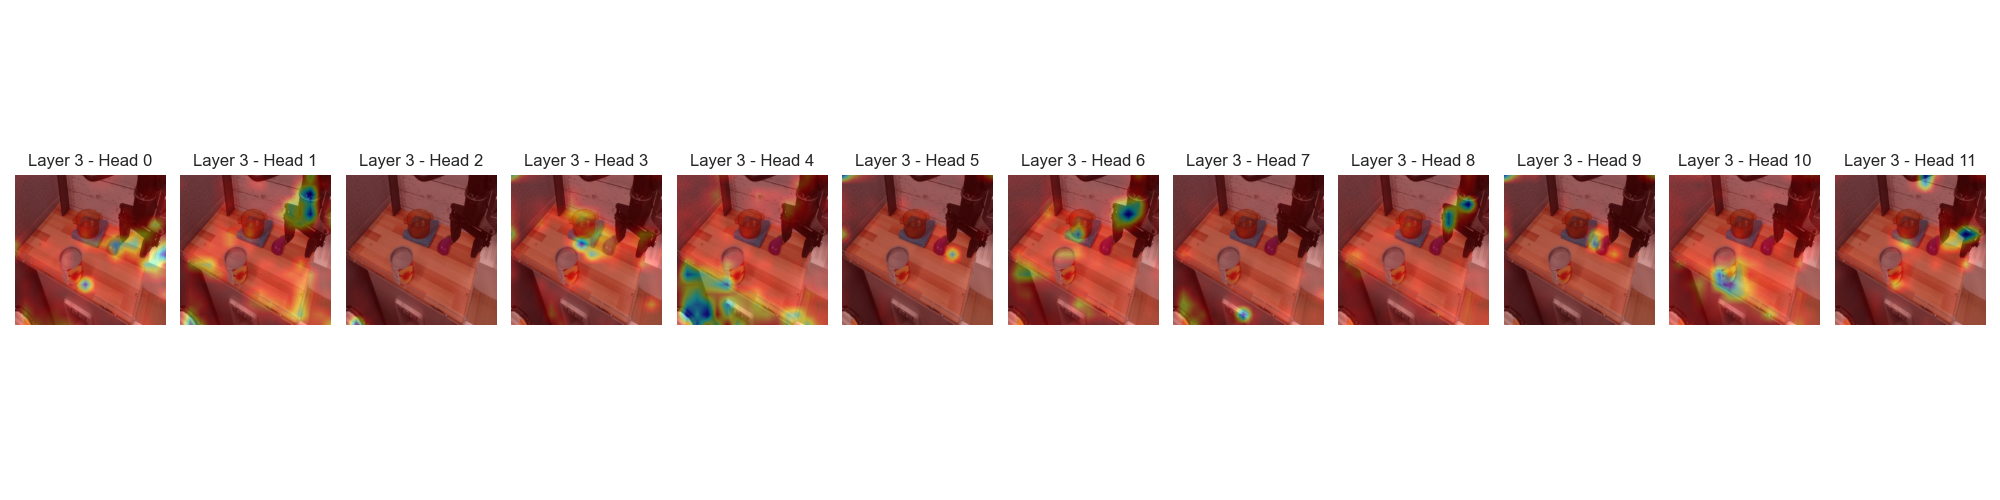 Layer 3 - Head 0
Layer 3 - Head 1
Layer 3 - Head 2
Layer 3 - Head 3
Layer 3 - Head 4
Layer 3 - Head 5
Layer 3 - Head 6
Layer 3 - Head 7
Layer 3 - Head 8
Layer 3 - Head 9
Layer 3 - Head 10
Layer 3 - Head 11